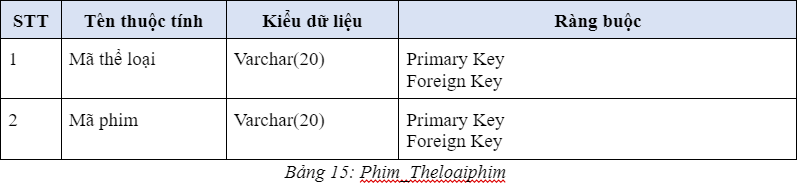 STT Tên thuộc tính Kiểu dữ liệu Ràng buộc
1 Mã thể loại Varchar(20) Primary Key
Foreign Key
2 Mã phim Varchar(20) Primary Key
Foreign Key
Bảng 15: Phim_Theloaiphim